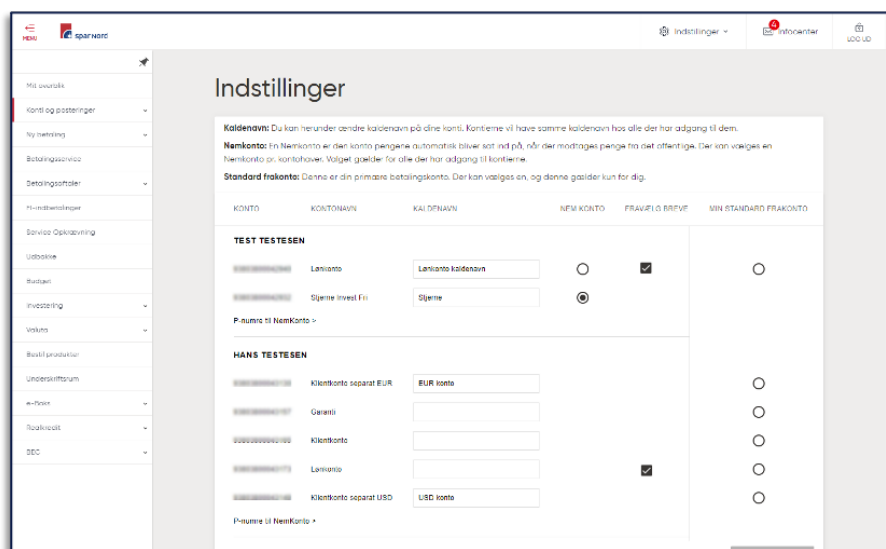 MENU
spar nord
Indstillinger
4
Infocenter
LOG UD
Mit overblik
Konti og posteringer
Ny betaling
Betalingsservice
Betalingsaftaler
FI-indbetalinger
Service Opkrævning
Udbakke
Budget
Investering
Valuta
Bestil produkter
Underskriftsrum
e-Boks
Realkredit
SEC
Indstillinger
Kaldenavn: Du kan herunder ændre kaldenavn på dine konti. Kontierne vil have samme kaldenavn hos alle der har adgang til dem.
Nemkonto: En Nemkonto er den konto pengene automatisk bliver sat ind på, når der modtages penge fra det offentlige. Der kan vælges en
Nemkonto pr. kontohaver. Valget gælder for alle der har adgang til kontierne.
Standard frakonto: Denne er din primære betalingskonto. Der kan vælges en, og denne gælder kun for dig.
KONTO KONTONAVN KALDENAVN NEM KONTO FRAVÆLG BREVE MIN STANDARD FRAKONTO
TEST TESTESEN
Lønkonto Lønkonto kaldenavn
Stjerne Invest Fri Stjerne
P-numre til NemKonto >
HANS TESTESEN
Klientkonto separat EUR EUR konto
Garanti
Klientkonto
Lønkonto
Klientkonto separat USD USD konto
P-numre til NemKonto >